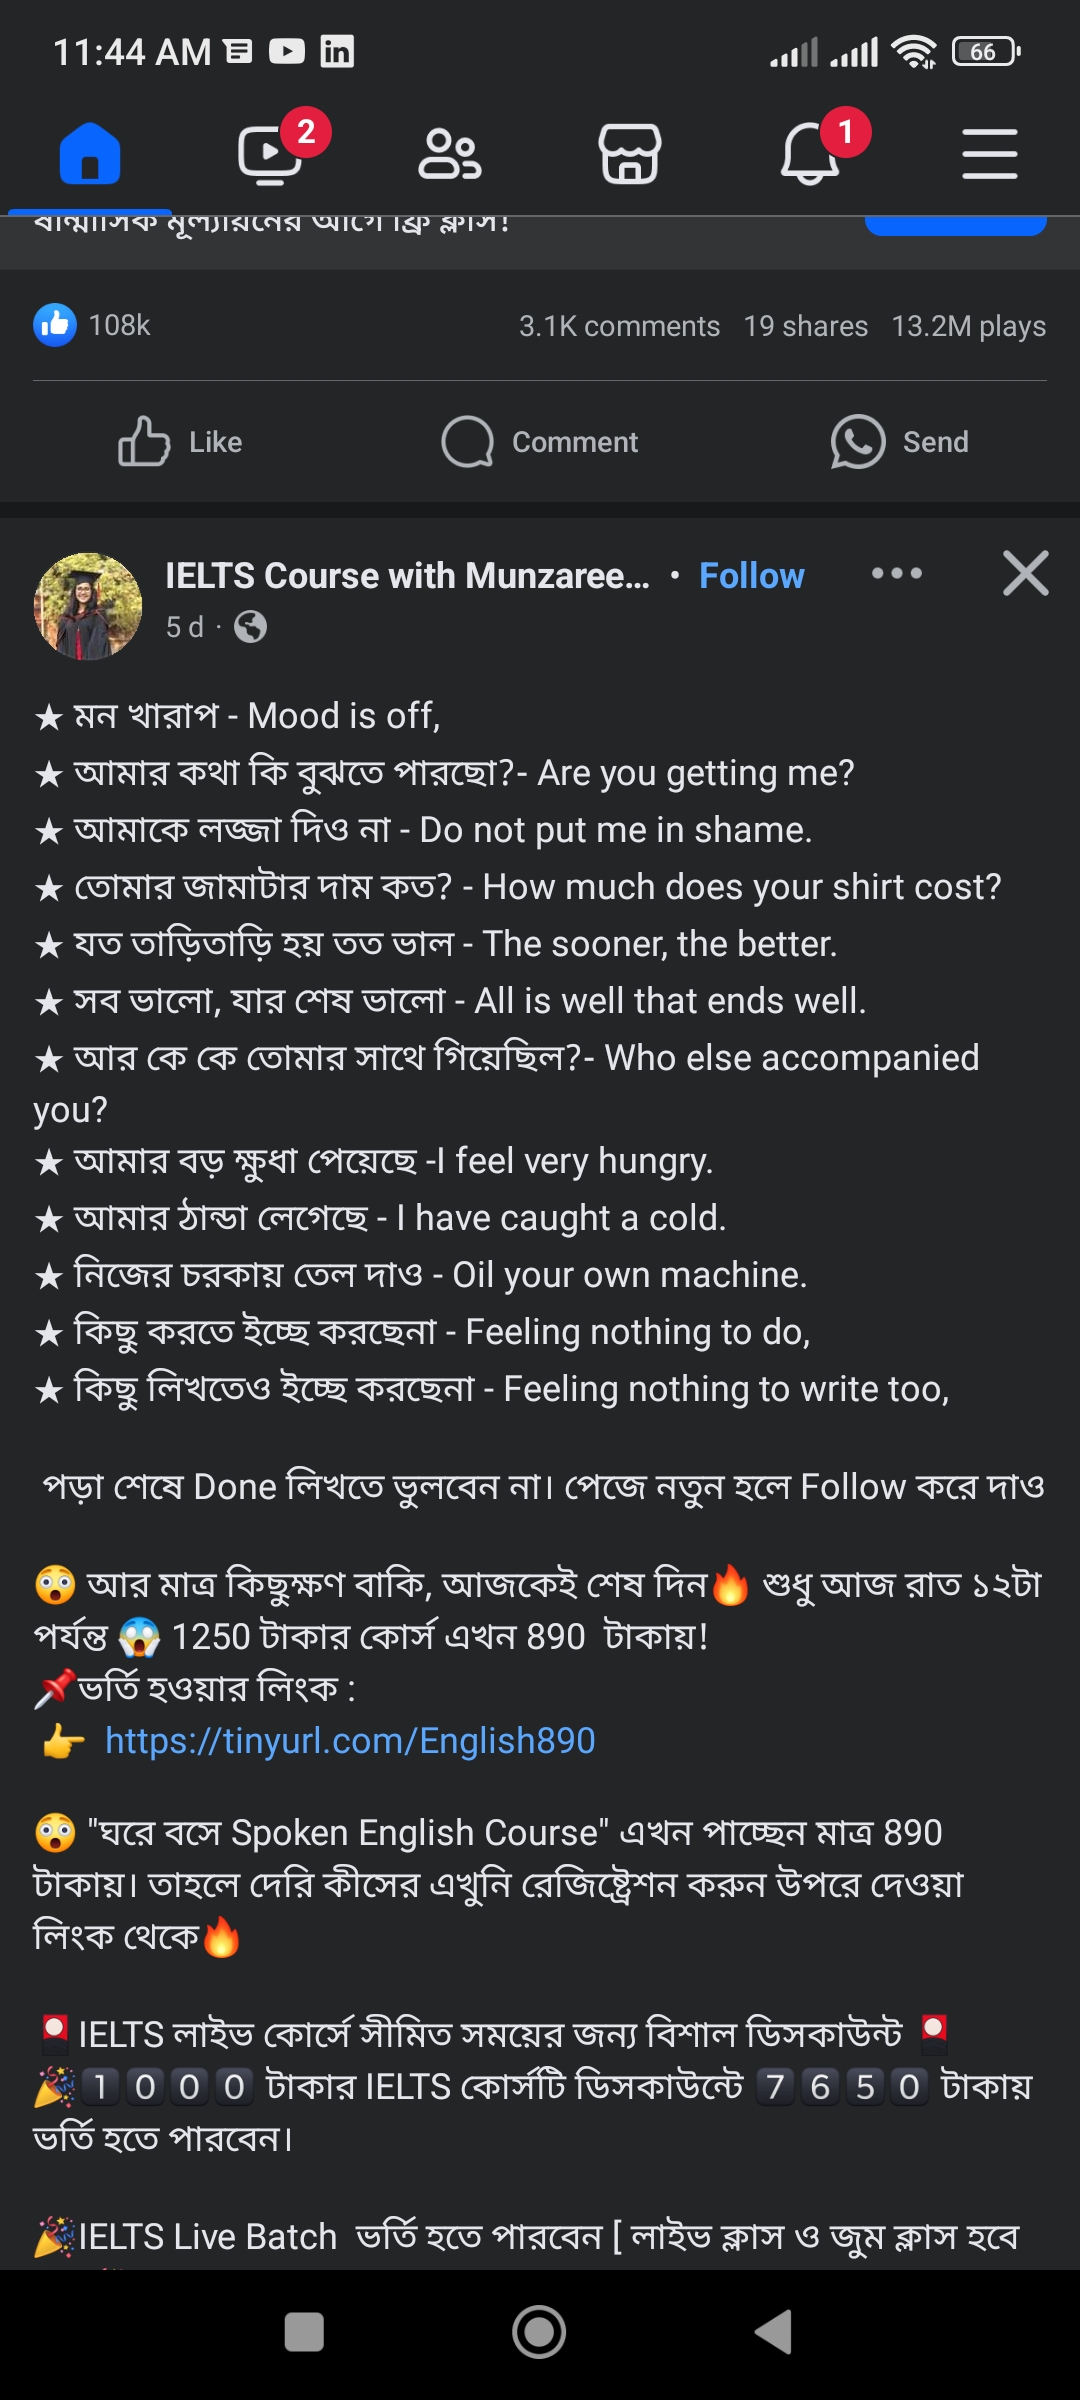 11:44 AM
66
2
1
ষান্মাসিক মূল্যায়নের আগে ফ্রি ক্লাস!
108k
3.1K comments 19 shares 13.2M plays
Like Comment Send
IELTS Course with Munzaree... • Follow
5 d ·
★ মন খারাপ - Mood is off,
★ আমার কথা কি বুঝতে পারছো?- Are you getting me?
★ আমাকে লজ্জা দিও না - Do not put me in shame.
★ তোমার জামাটার দাম কত? - How much does your shirt cost?
★ যত তাড়িতাড়ি হয় তত ভাল - The sooner, the better.
★ সব ভালো, যার শেষ ভালো - All is well that ends well.
★ আর কে কে তোমার সাথে গিয়েছিল?- Who else accompanied
you?
★ আমার বড় ক্ষুধা পেয়েছে -I feel very hungry.
★ আমার ঠান্ডা লেগেছে - I have caught a cold.
★ নিজের চরকায় তেল দাও - Oil your own machine.
★ কিছু করতে ইচ্ছে করছেনা - Feeling nothing to do,
★ কিছু লিখতেও ইচ্ছে করছেনা - Feeling nothing to write too,
পড়া শেষে Done লিখতে ভুলবেন না। পেজে নতুন হলে Follow করে দাও
😲 আর মাত্র কিছুক্ষণ বাকি, আজকেই শেষ দিন🔥 শুধু আজ রাত ১২টা
পর্যন্ত 😱 1250 টাকার কোর্স এখন 890 টাকায়!
📌ভর্তি হওয়ার লিংক :
👉 https://tinyurl.com/English890
😲 "ঘরে বসে Spoken English Course" এখন পাচ্ছেন মাত্র 890
টাকায়। তাহলে দেরি কীসের এখুনি রেজিষ্ট্রেশন করুন উপরে দেওয়া
লিংক থেকে🔥
🎴IELTS লাইভ কোর্সে সীমিত সময়ের জন্য বিশাল ডিসকাউন্ট 🎴
🎉1️⃣0️⃣0️⃣0️⃣ টাকার IELTS কোর্সটি ডিসকাউন্টে 7️⃣6️⃣5️⃣0️⃣ টাকায়
ভর্তি হতে পারবেন।
🎉IELTS Live Batch ভর্তি হতে পারবেন [ লাইভ ক্লাস ও জুম ক্লাস হবে